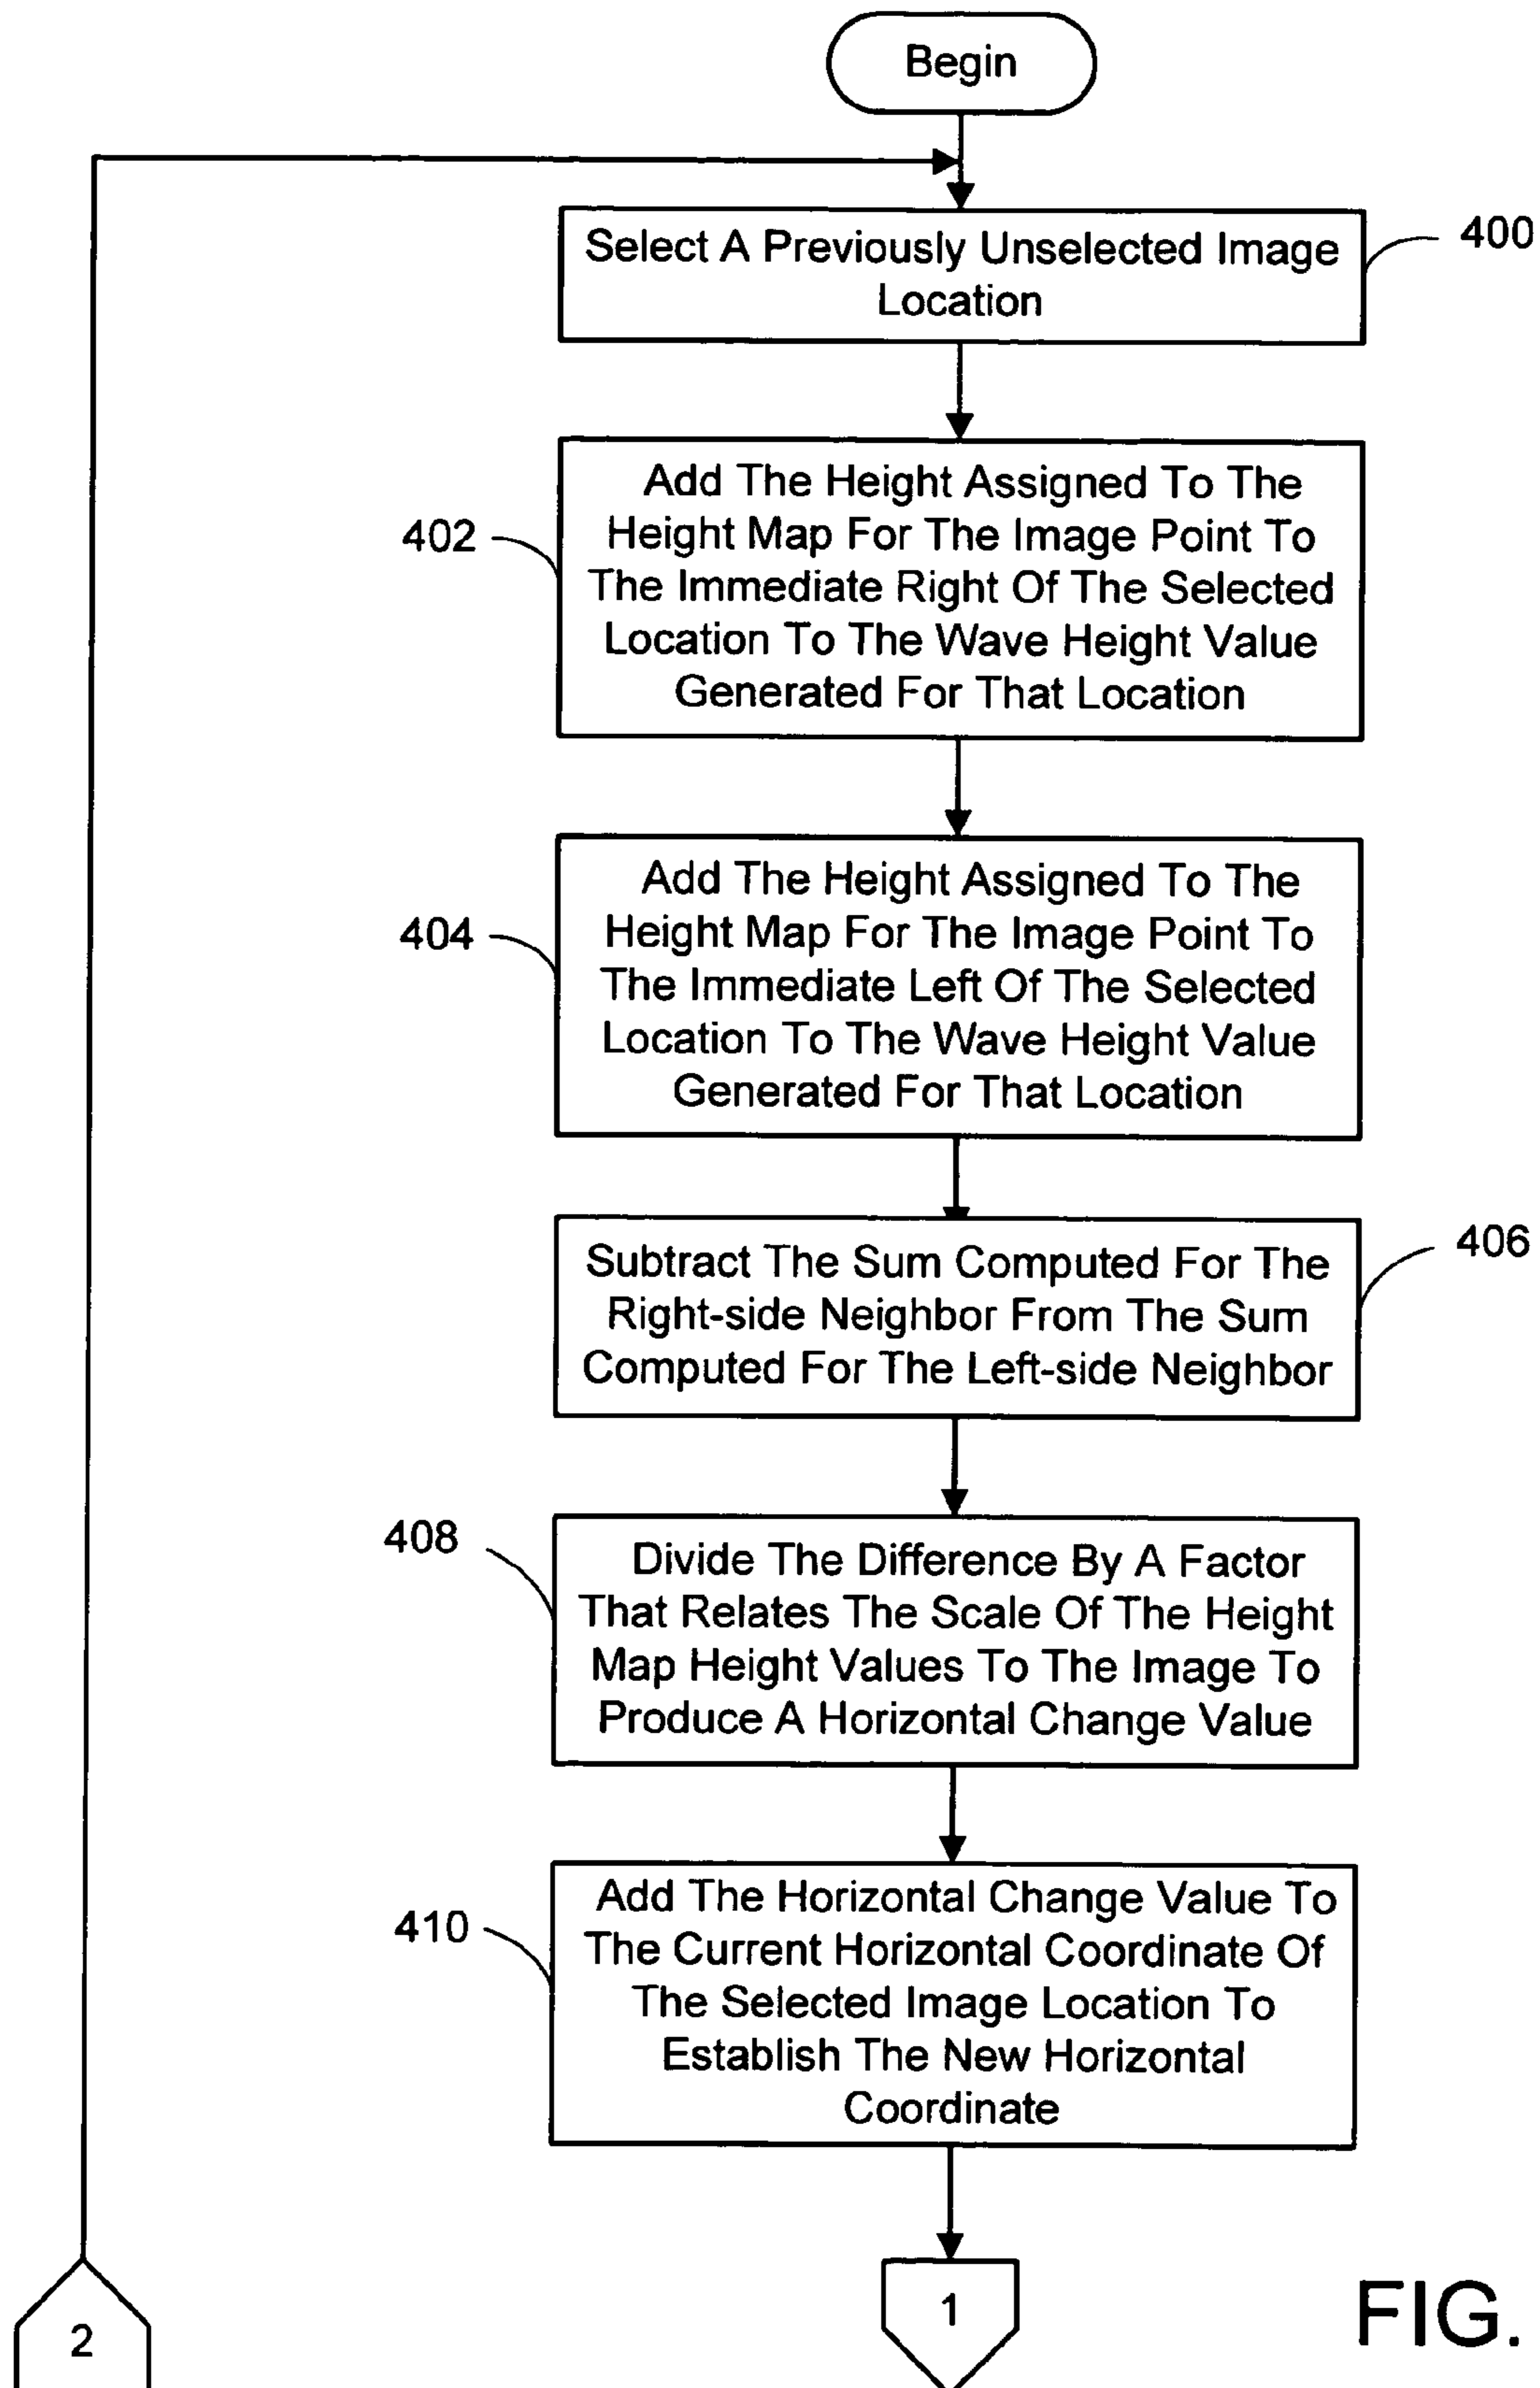 Begin
Select A Previously Unselected Image
Location
400
Add The Height Assigned To The
Height Map For The Image Point To
The Immediate Right Of The Selected
Location To The Wave Height Value
Generated For That Location
402
Add The Height Assigned To The
Height Map For The Image Point To
The Immediate Left Of The Selected
Location To The Wave Height Value
Generated For That Location
404
Subtract The Sum Computed For The
Right-side Neighbor From The Sum
Computed For The Left-side Neighbor
406
Divide The Difference By A Factor
That Relates The Scale Of The Height
Map Height Values To The Image To
Produce A Horizontal Change Value
408
Add The Horizontal Change Value To
The Current Horizontal Coordinate Of
The Selected Image Location To
Establish The New Horizontal
Coordinate
410
2
1
FIG.